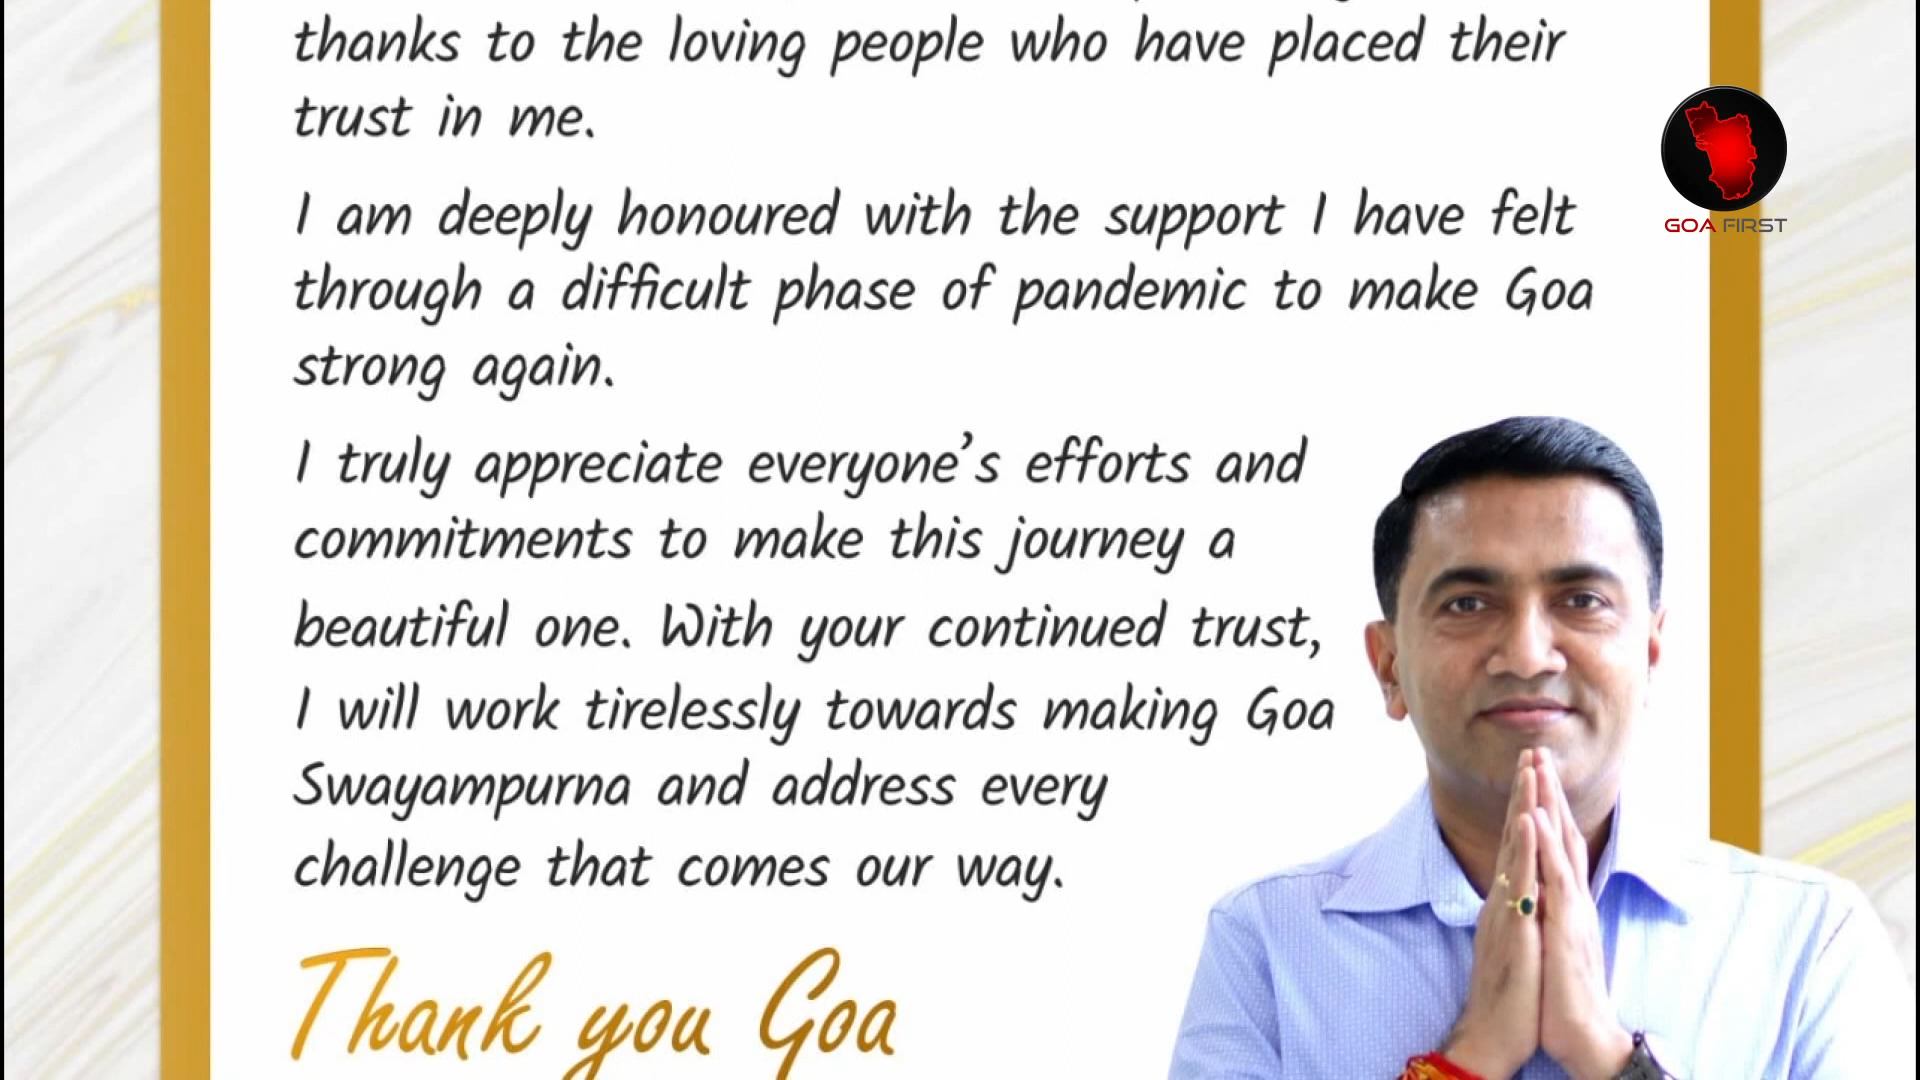 thanks to the loving people who have placed their
trust in me.
I am deeply honoured with the support I have felt
through a difficult phase of pandemic to make Goa
strong again.
I truly appreciate everyone’s efforts and
commitments to make this journey a
beautiful one. With your continued trust,
I will work tirelessly towards making Goa
Swayampurna and address every
challenge that comes our way.
Thank you Goa
GOA FIRST